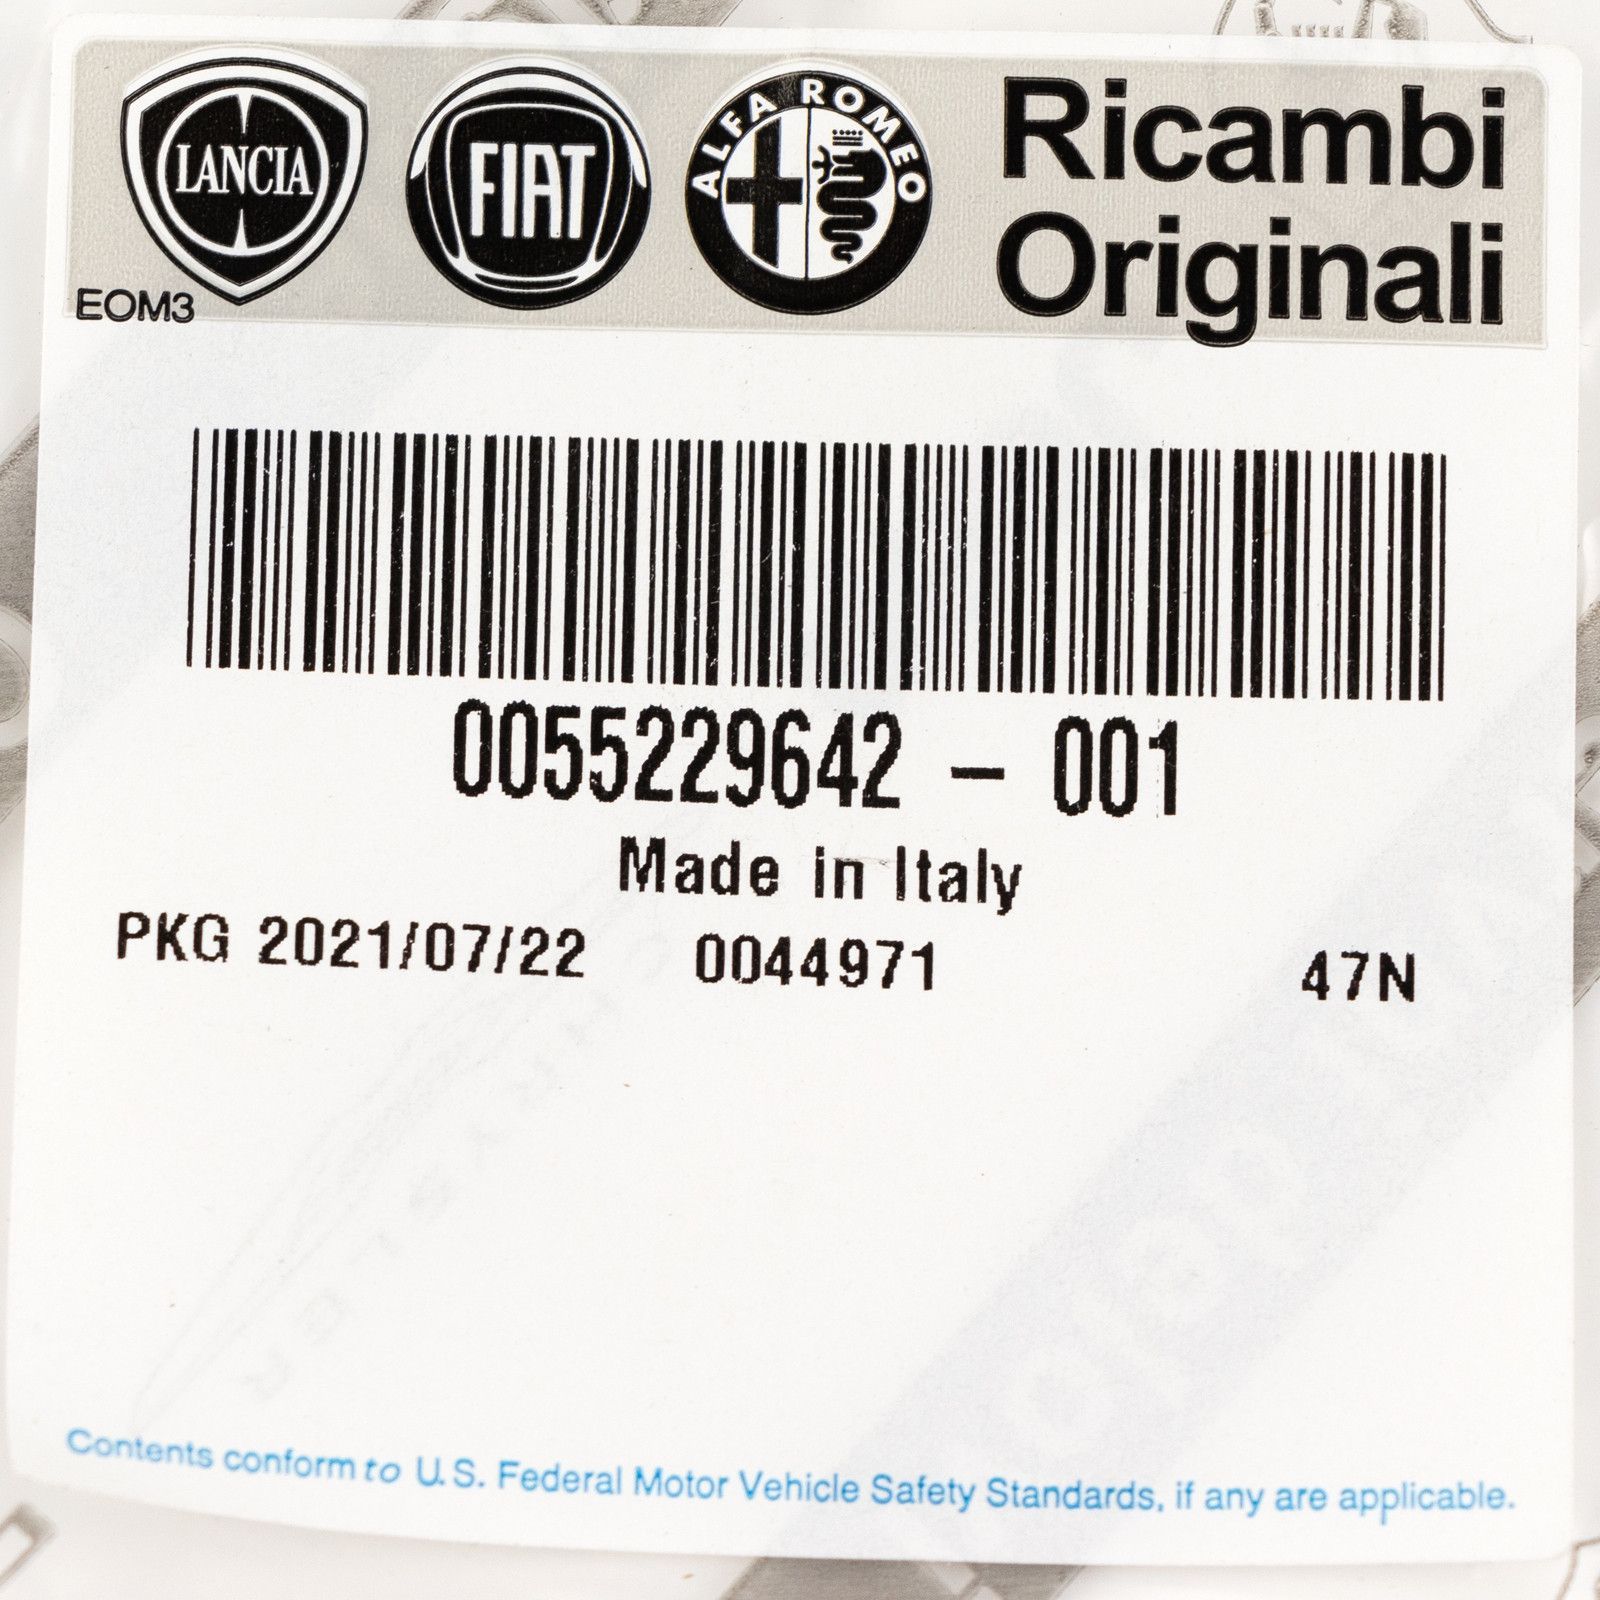 LANCIA
FIAT
ALFA ROMEO
Ricambi
Originali
EOM3
0055229642 - 001
Made in Italy
PKG 2021/07/22 0044971 47N
Contents conform to U.S. Federal Motor Vehicle Safety Standards, if any are applicable.